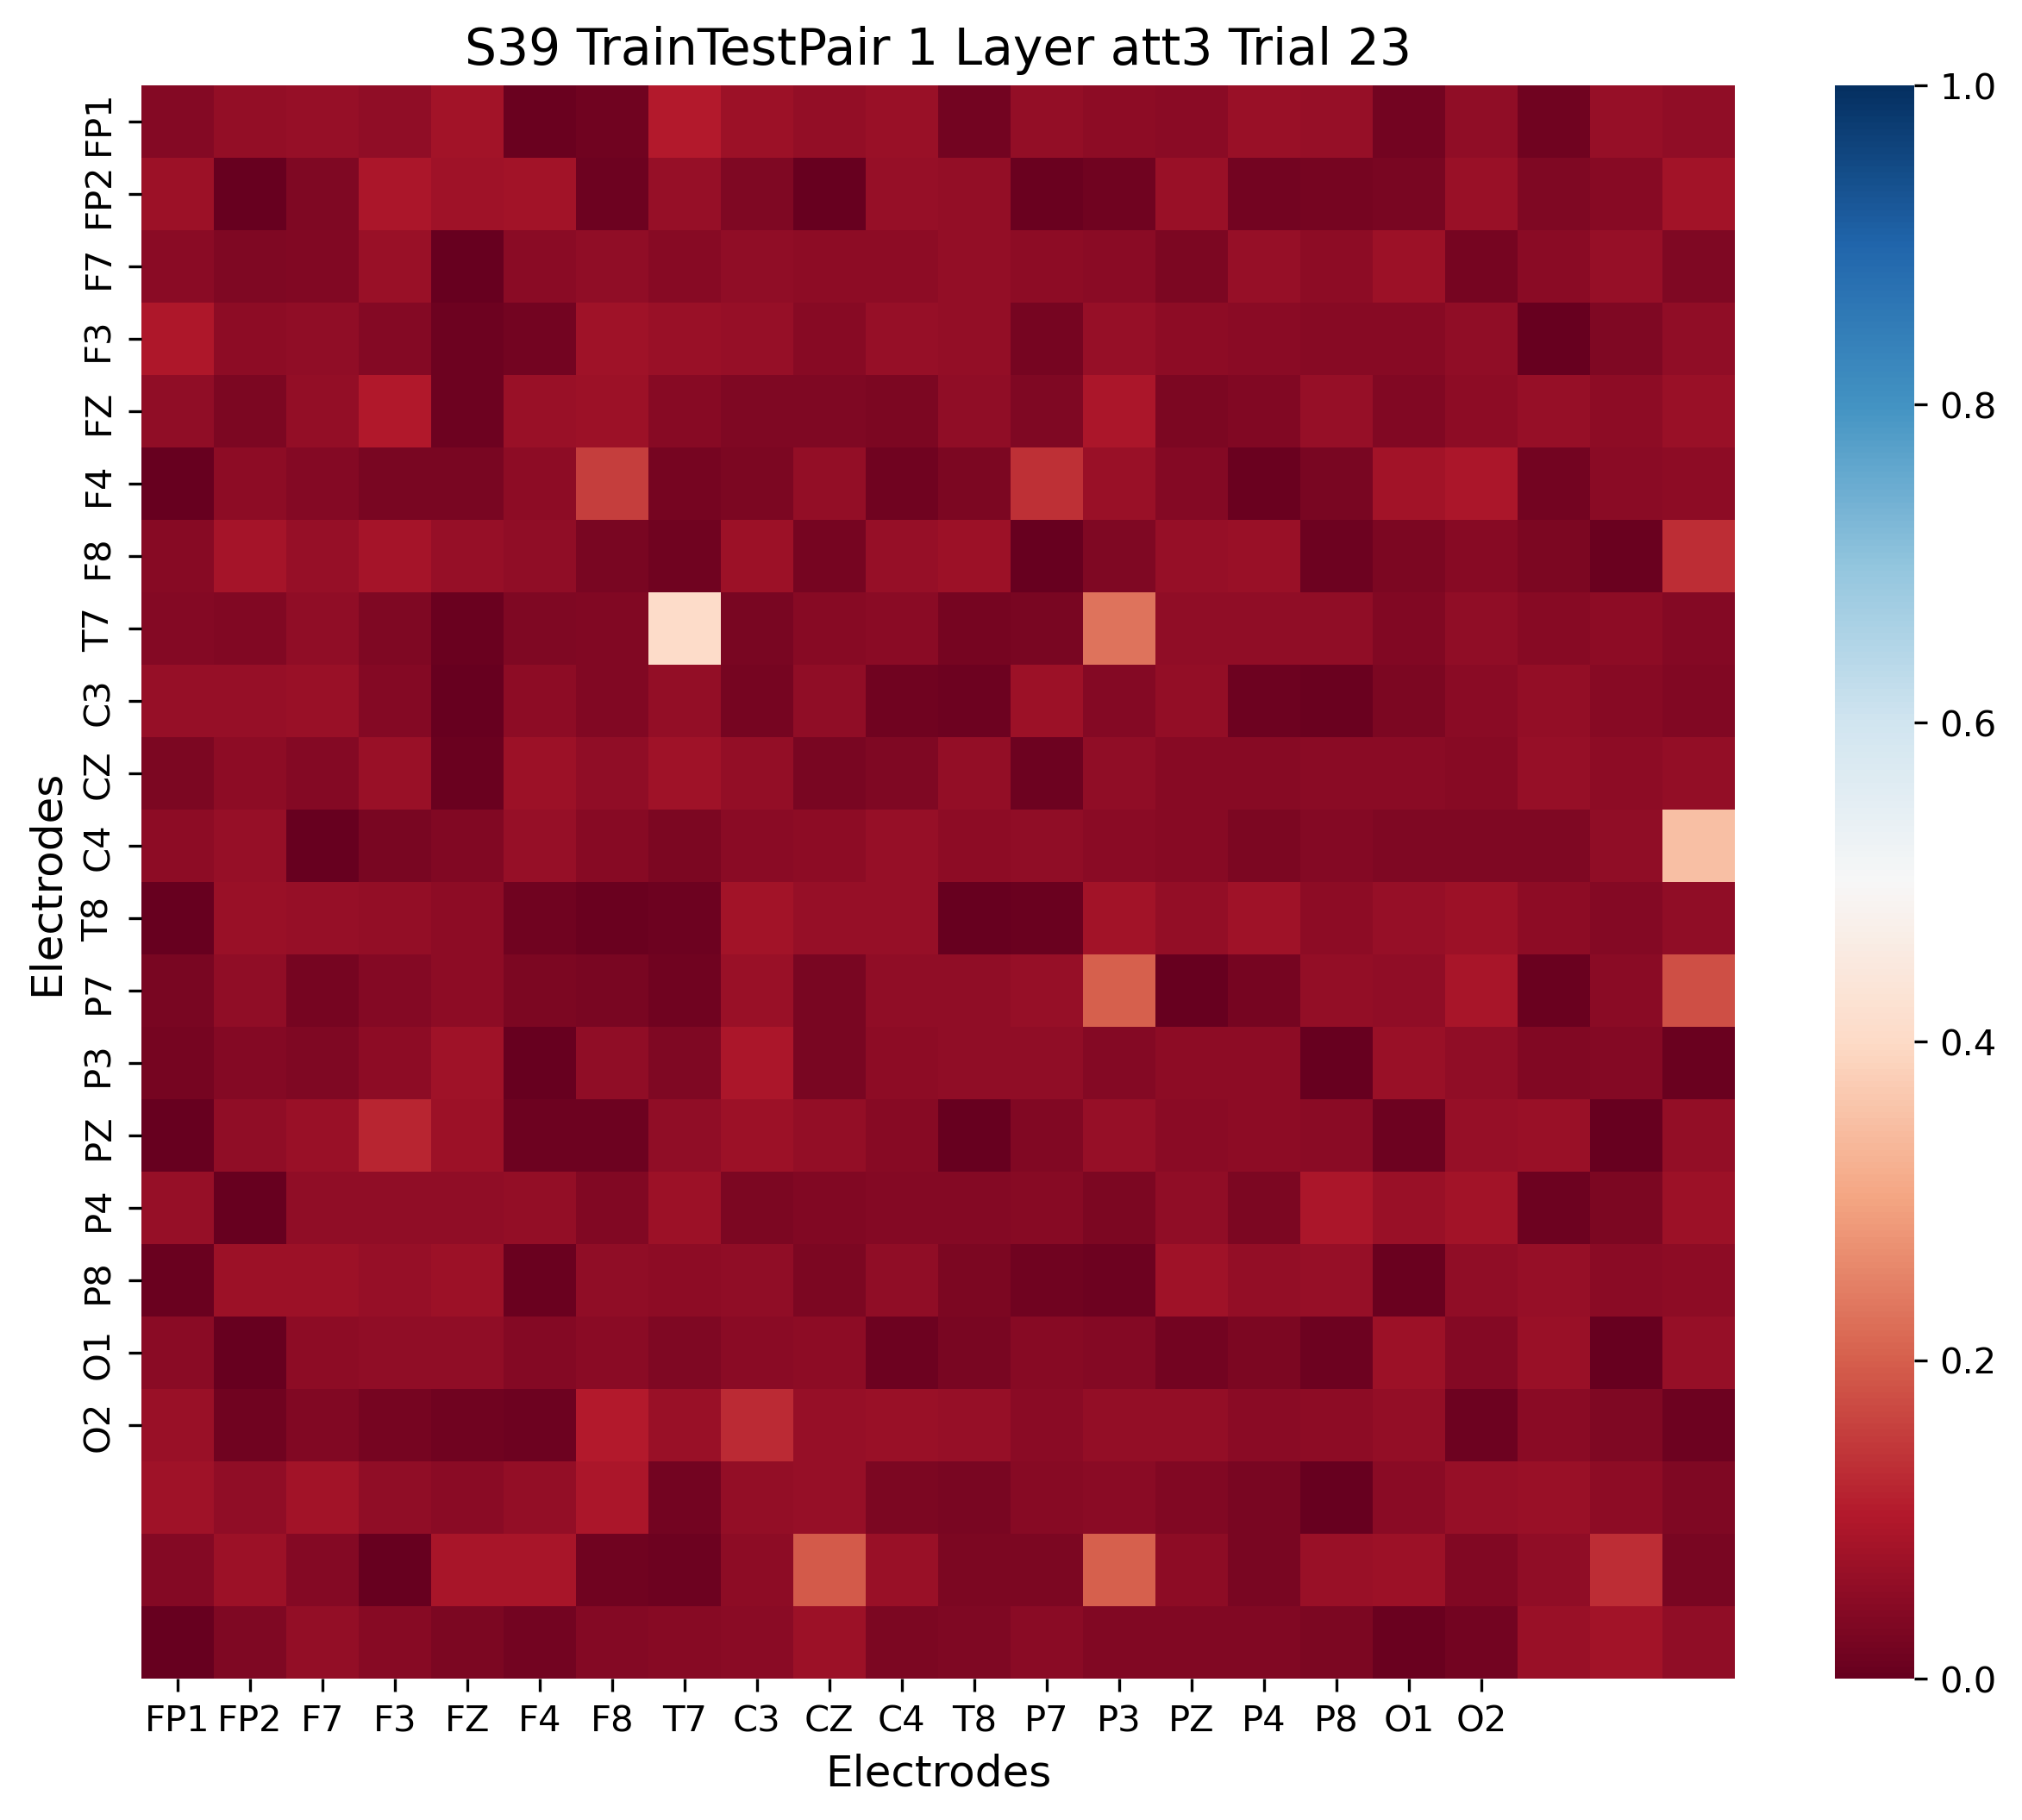 S39 TrainTestPair 1 Layer att3 Trial 23
Electrodes
FP1
FP2
F7
F3
FZ
F4
F8
T7
C3
CZ
C4
T8
P7
P3
PZ
P4
P8
O1
O2
1.0
0.8
0.6
0.4
0.2
0.0
FP1 FP2 F7 F3 FZ F4 F8 T7 C3 CZ C4 T8 P7 P3 PZ P4 P8 O1 O2
Electrodes